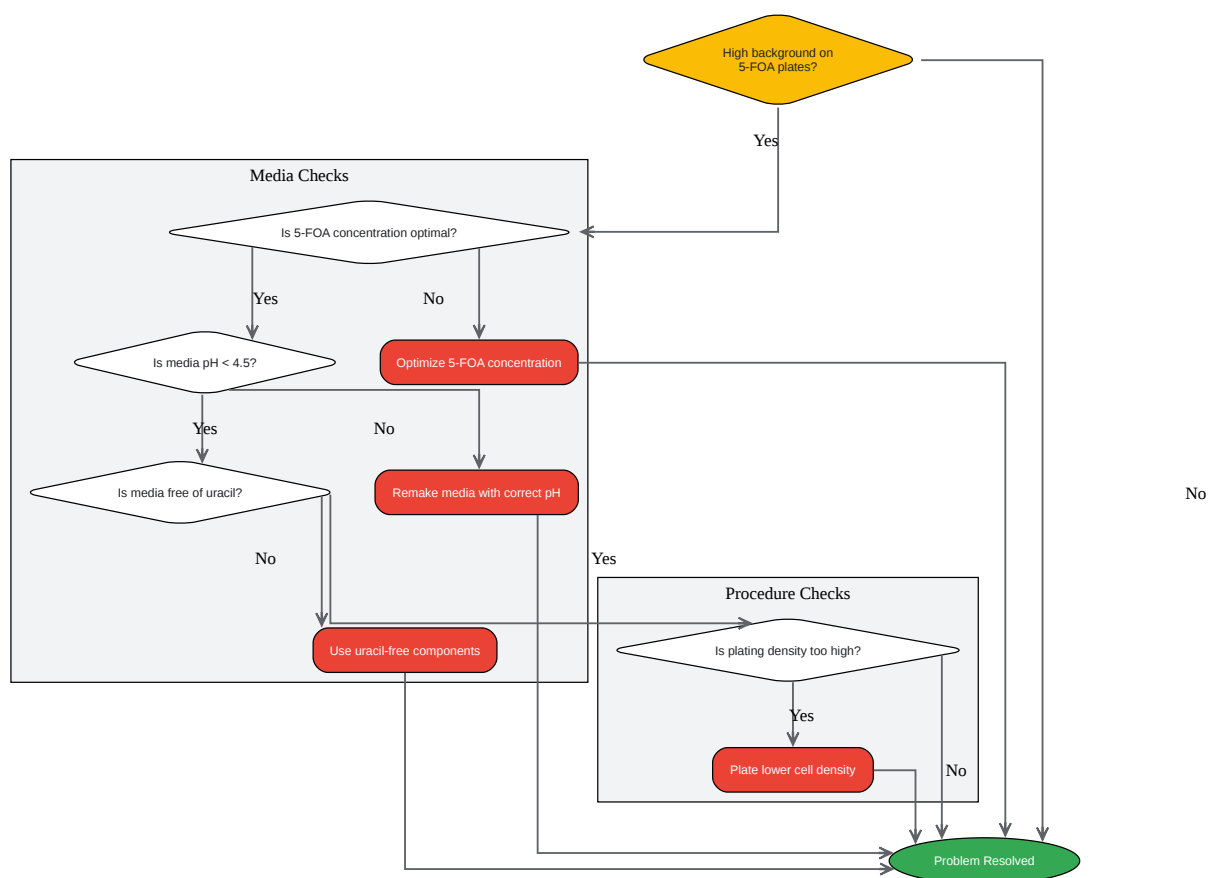 High background on
5-FOA plates?
Yes
Media Checks
Is 5-FOA concentration optimal?
Yes
No
Is media pH < 4.5?
Optimize 5-FOA concentration
Yes
No
Is media free of uracil?
Remake media with correct pH
No
No
Yes
Procedure Checks
Use uracil-free components
Is plating density too high?
Yes
Plate lower cell density
No
Problem Resolved